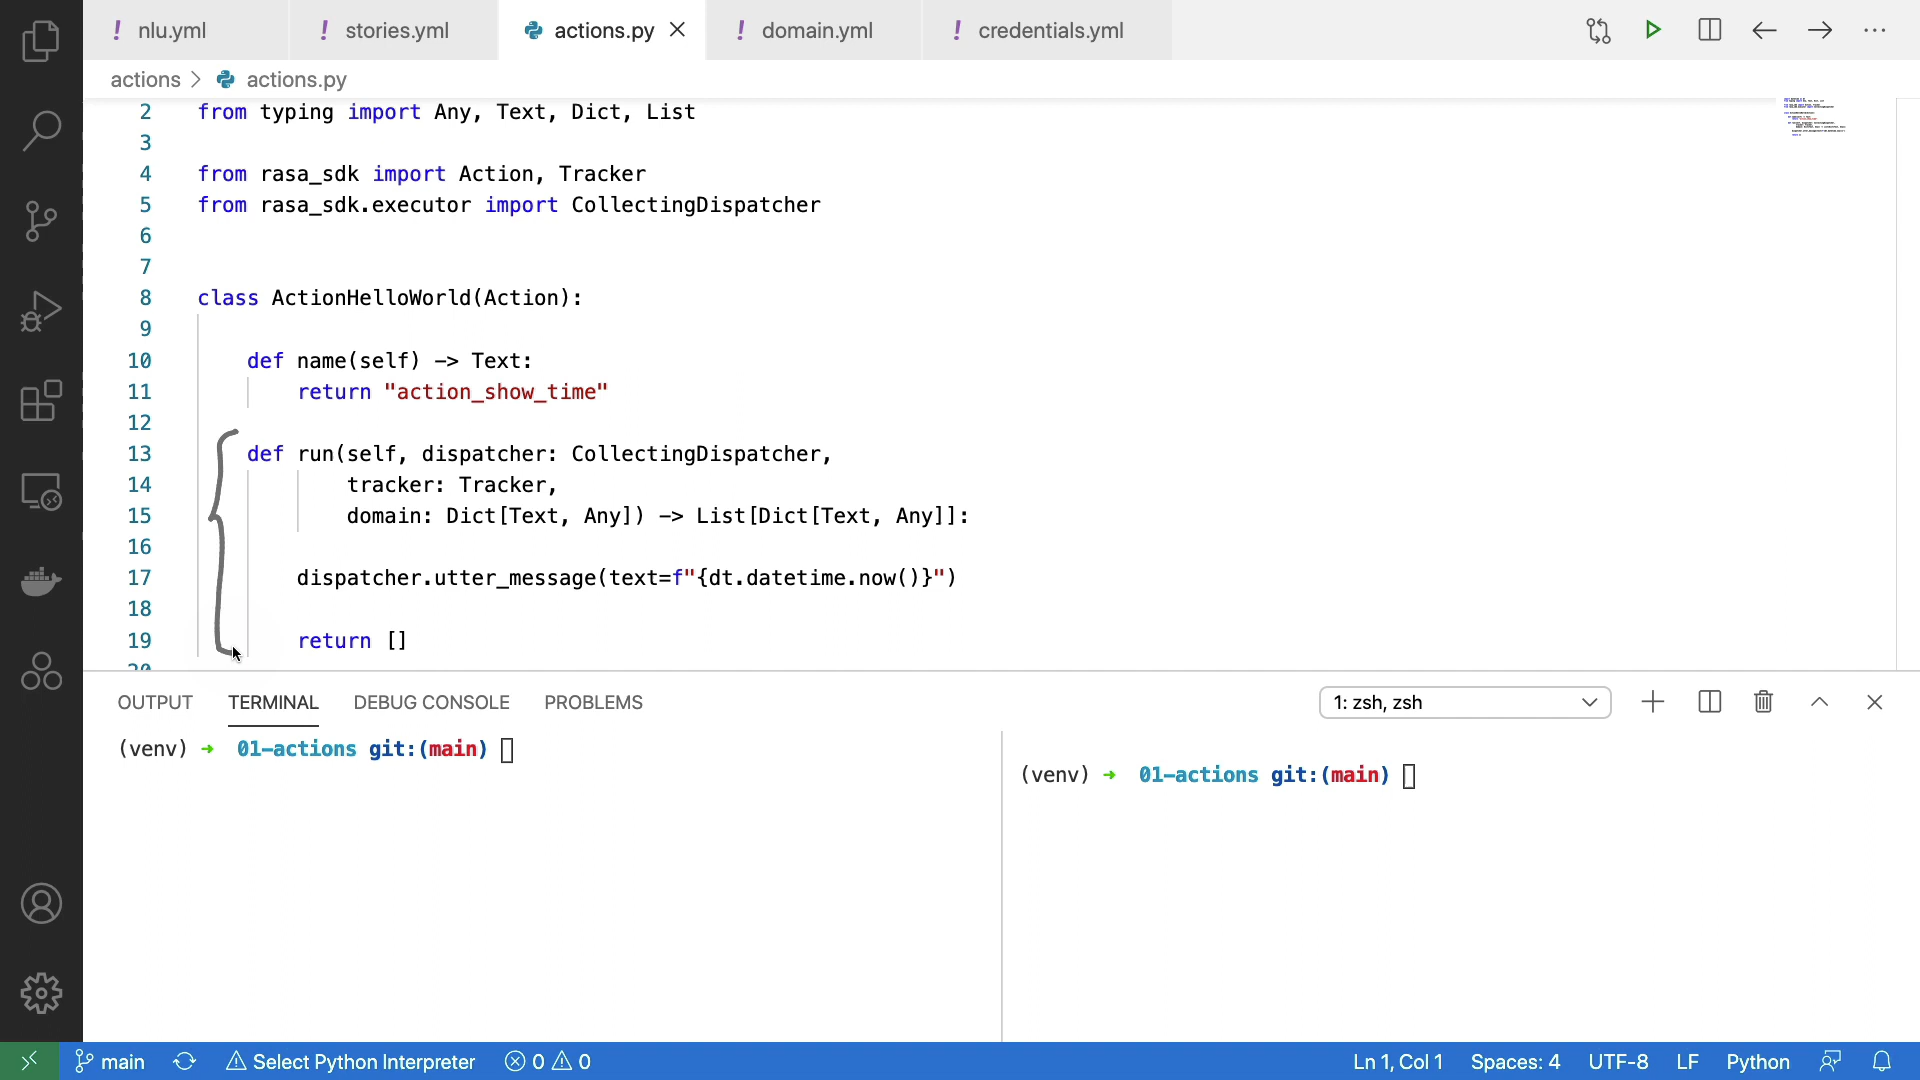 ! nlu.yml ! stories.yml actions.py ! domain.yml ! credentials.yml
actions > actions.py
2 from typing import Any, Text, Dict, List
3
4 from rasa_sdk import Action, Tracker
5 from rasa_sdk.executor import CollectingDispatcher
6
7
8 class ActionHelloWorld(Action):
9
10 def name(self) -> Text:
11 return "action_show_time"
12
13 def run(self, dispatcher: CollectingDispatcher,
14 tracker: Tracker,
15 domain: Dict[Text, Any]) -> List[Dict[Text, Any]]:
16
17 dispatcher.utter_message(text=f"{dt.datetime.now()}")
18
19 return []
20
OUTPUT TERMINAL DEBUG CONSOLE PROBLEMS 1: zsh, zsh
(venv) → 01-actions git:(main)
(venv) → 01-actions git:(main)
main Select Python Interpreter 0 0 Ln 1, Col 1 Spaces: 4 UTF-8 LF Python